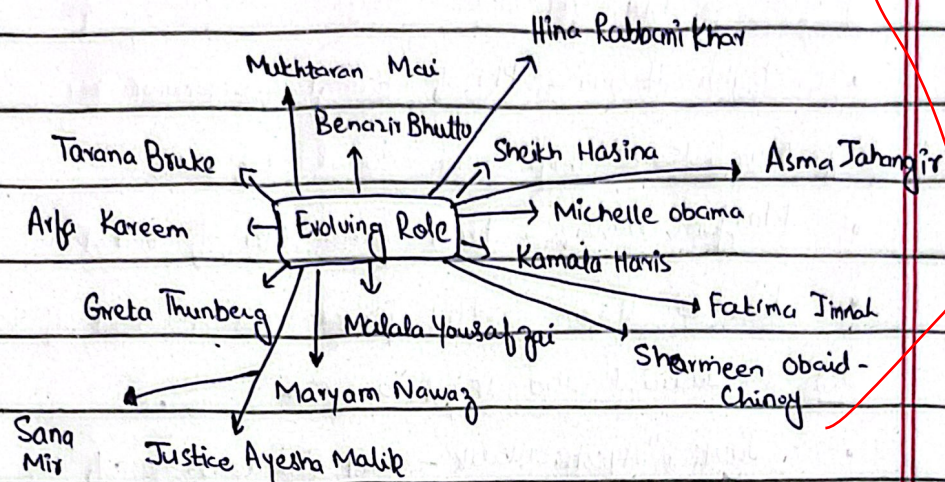 Hina Rabbani Khar
Mukhtaran Mai
Benazir Bhutto
Tarana Bruke
Sheikh Hasina
Asma Jahangir
Arfa Kareem
Evolving Role
Michelle obama
Kamala Haris
Greta Thunberg
Fatima Jinnah
Malala Yousafzai
Sharmeen obaid-
Chinoy
Maryam Nawaz
Sana
Mir
Justice Ayesha Malik